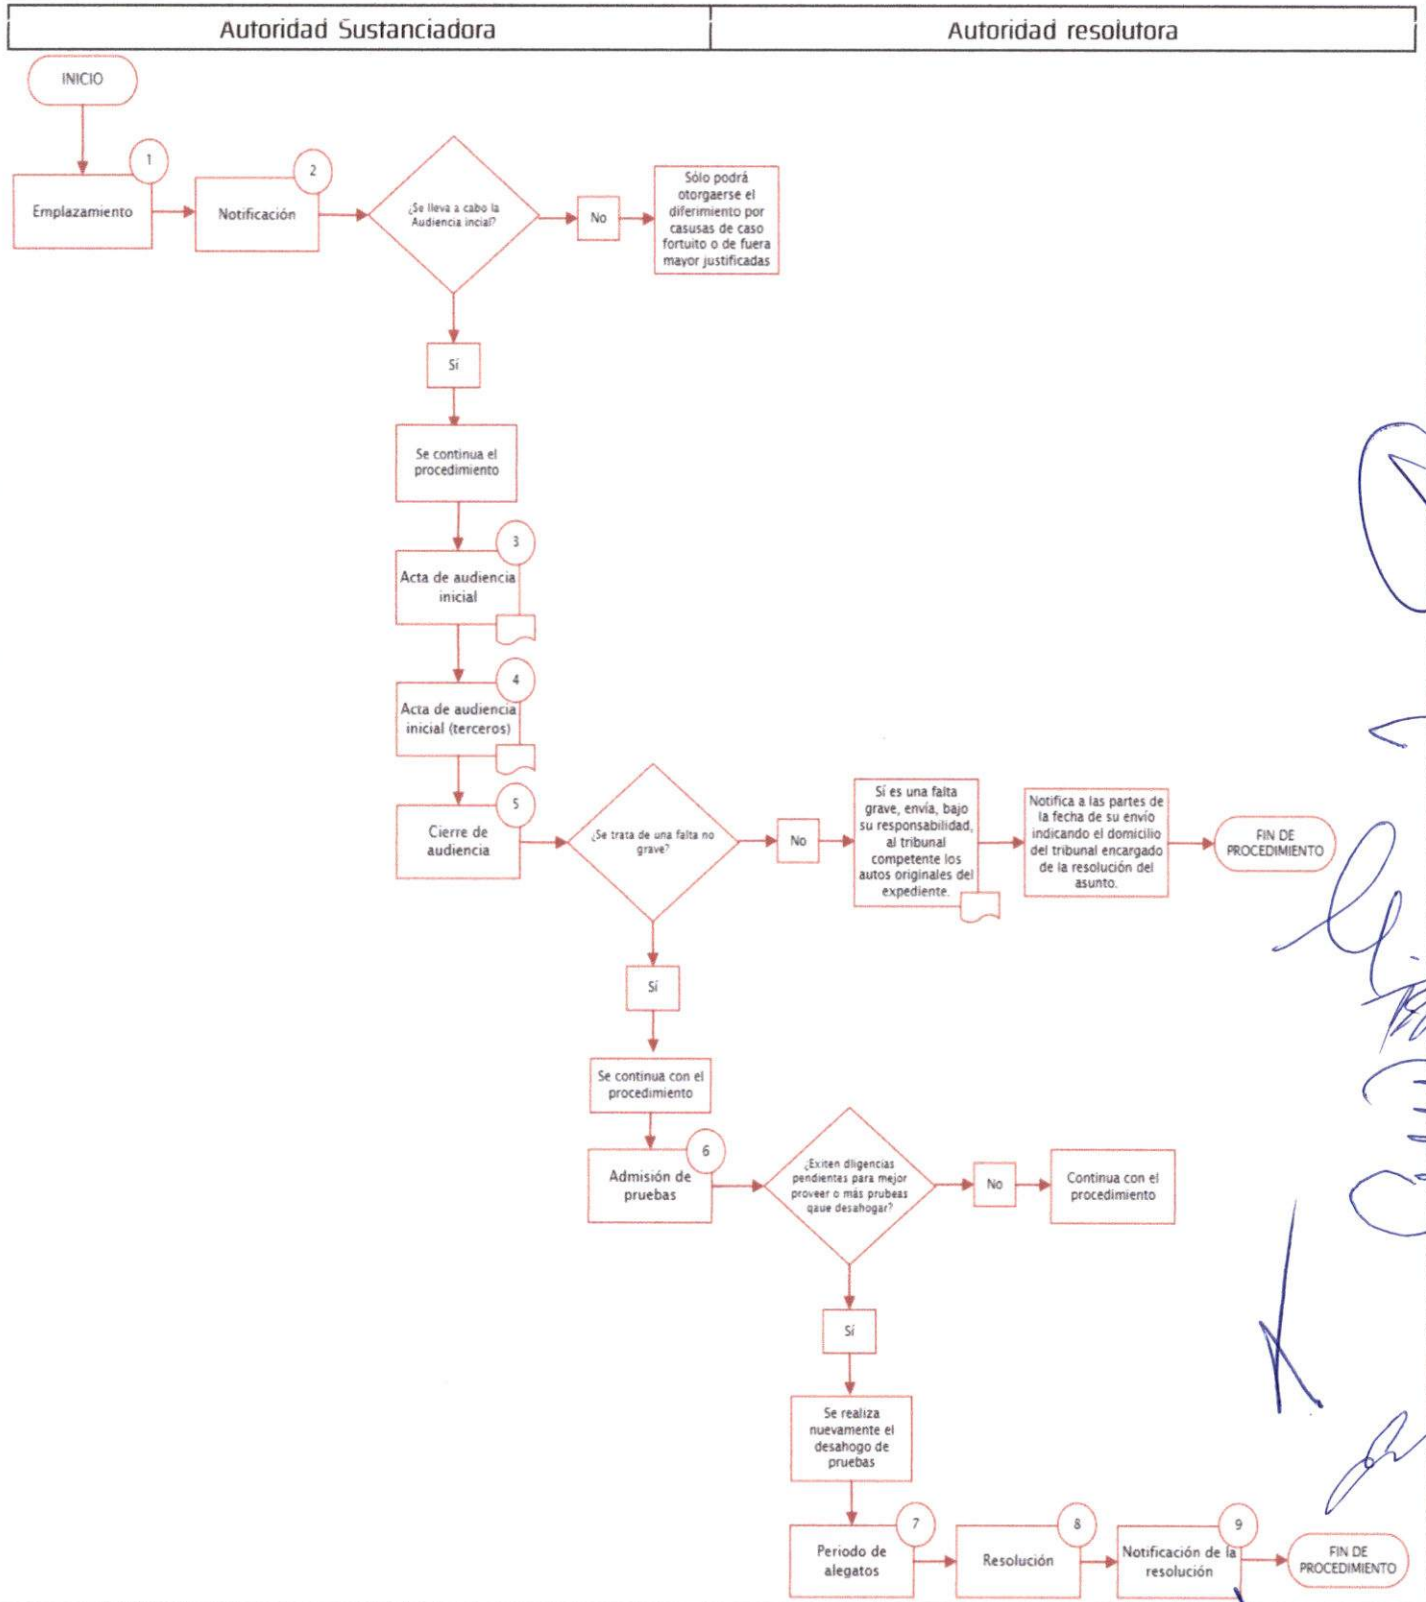 Autoridad Sustanciadora
Autoridad resolutora
INICIO
1
Emplazamiento
2
Notificación
¿Se lleva a cabo la
Audiencia incial?
No
Sólo podrá
otorgaerse el
diferimiento por
casusas de caso
fortuito o de fuera
mayor justificadas
Sí
Se continua el
procedimiento
3
Acta de audiencia
inicial
4
Acta de audiencia
inicial (terceros)
5
Cierre de
audiencia
¿Se trata de una falta no
grave?
No
Sí es una falta
grave, envía, bajo
su responsabilidad,
al tribunal
competente los
autos originales del
expediente.
Notifica a las partes de
la fecha de su envío
indicando el domicilio
del tribunal encargado
de la resolución del
asunto.
FIN DE
PROCEDIMIENTO
Sí
Se continua con el
procedimiento
6
Admisión de
pruebas
¿Exiten diligencias
pendientes para mejor
proveer o más prubeas
qaue desahogar?
No
Continua con el
procedimiento
Sí
Se realiza
nuevamente el
desahogo de
pruebas
7
Periodo de
alegatos
8
Resolución
9
Notificación de la
resolución
FIN DE
PROCEDIMIENTO